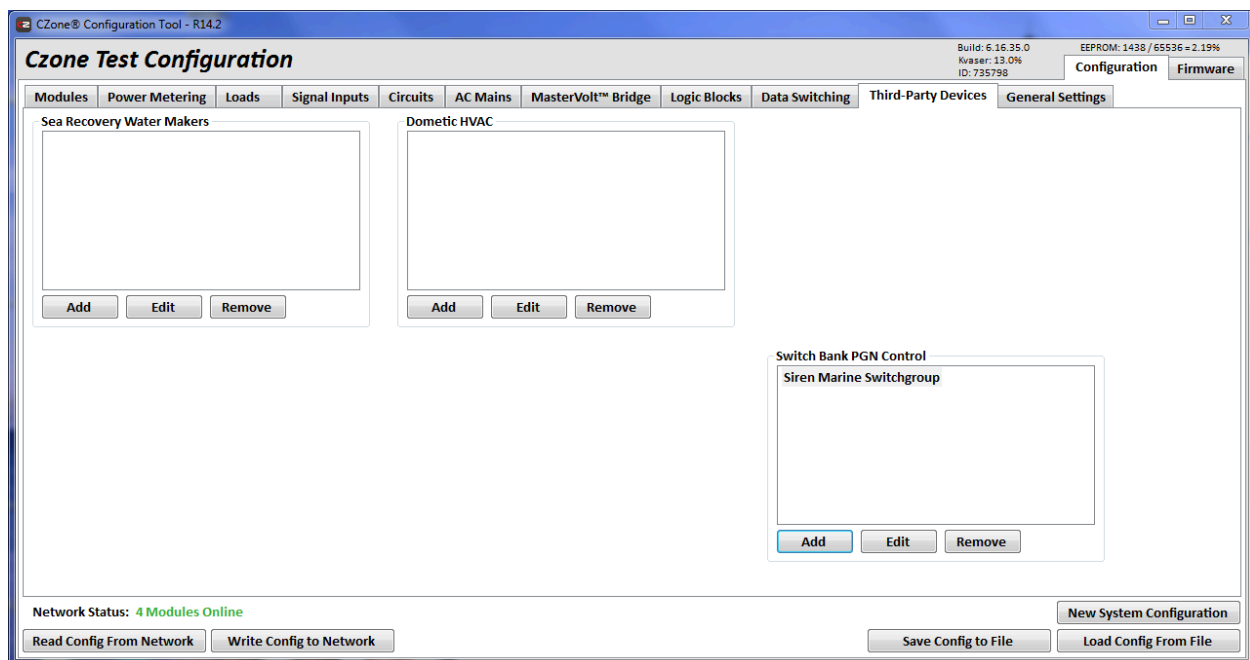 CZone® Configuration Tool - R14.2
Czone Test Configuration
Build: 6.16.35.0
Kvaser: 13.0%
ID: 735798
EEPROM: 1438 / 65536 = 2.19%
Configuration Firmware
Modules Power Metering Loads Signal Inputs Circuits AC Mains MasterVolt™ Bridge Logic Blocks Data Switching Third-Party Devices General Settings
Sea Recovery Water Makers
Dometic HVAC
Add Edit Remove
Add Edit Remove
Switch Bank PGN Control
Siren Marine Switchgroup
Add Edit Remove
Network Status: 4 Modules Online
New System Configuration
Read Config From Network Write Config to Network Save Config to File Load Config From File